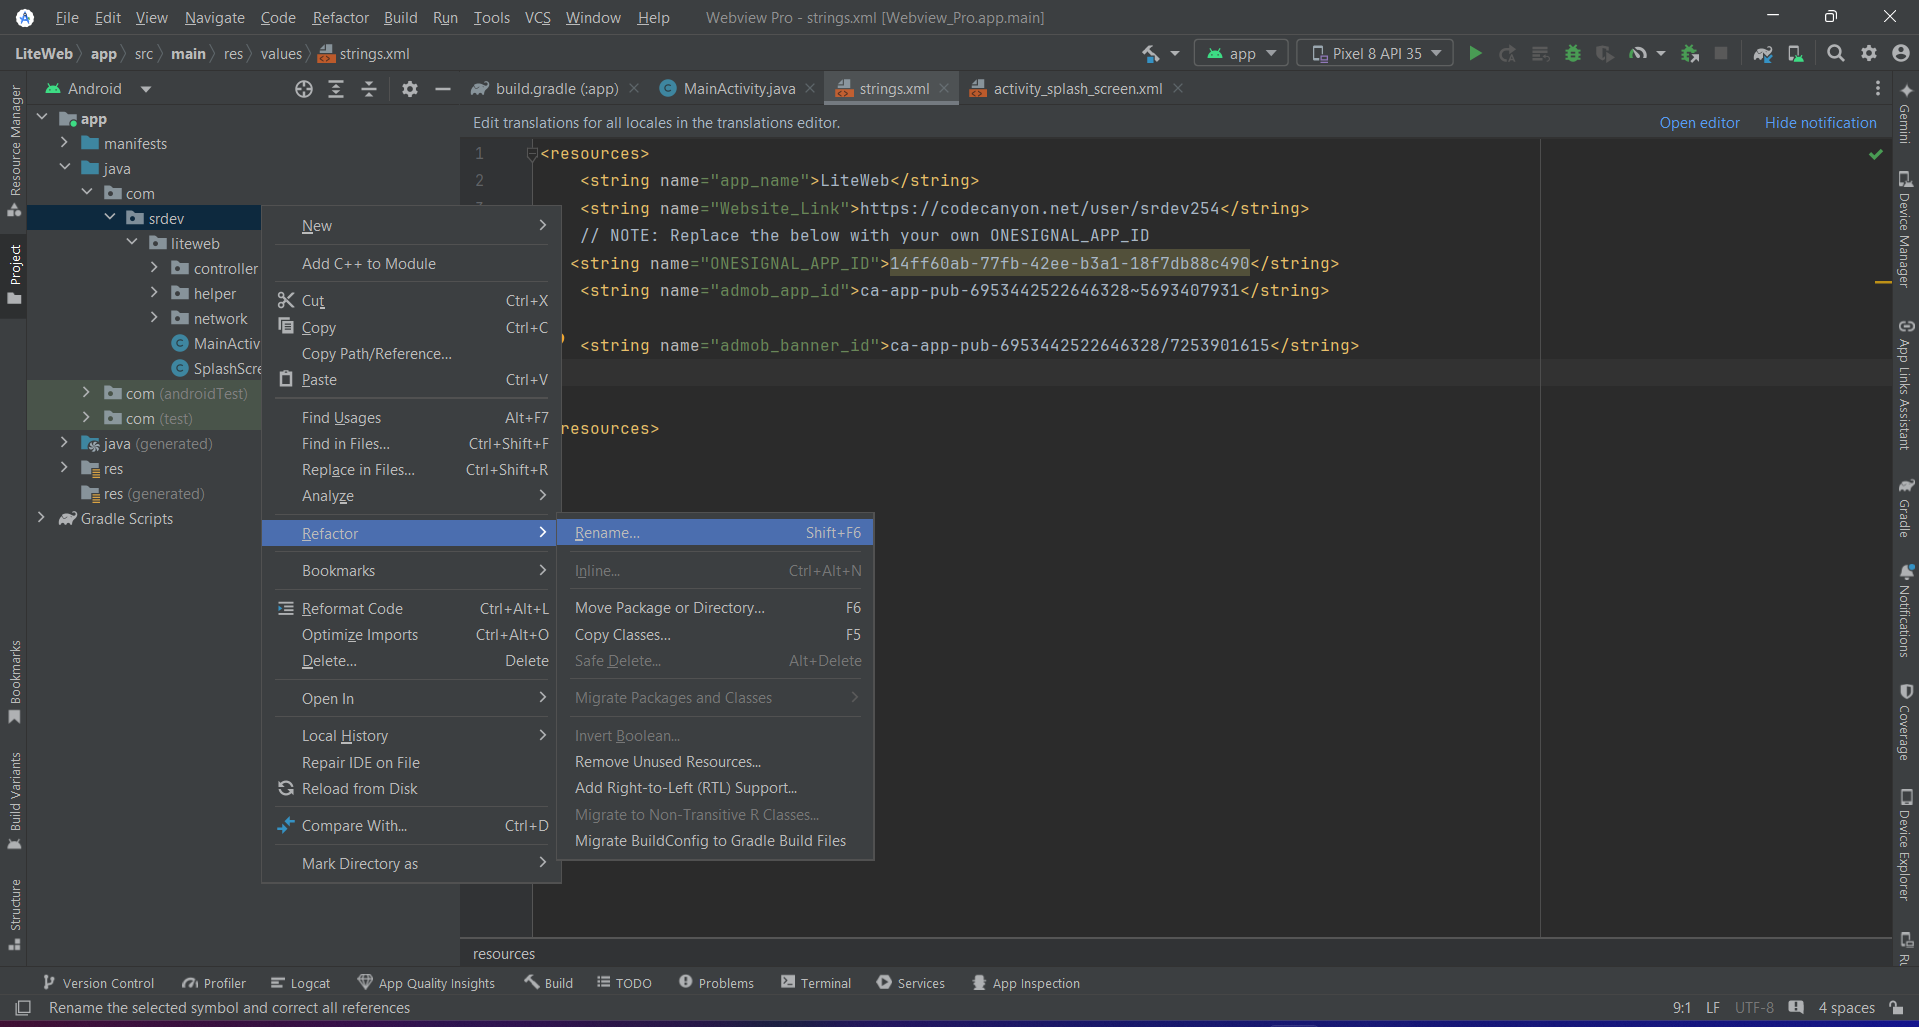 File Edit View Navigate Code Refactor Build Run Tools VCS Window Help Webview Pro - strings.xml [Webview_Pro.app.main]
LiteWeb app src main res values strings.xml
app Pixel 8 API 35
Android
build.gradle (:app) MainActivity.java strings.xml activity_splash_screen.xml
Edit translations for all locales in the translations editor. Open editor Hide notification
Resource Manager
Project
Bookmarks
Build Variants
Structure
app
manifests
java
com
srdev
liteweb
controller
helper
network
MainActiv
SplashScre
com (androidTest)
com (test)
java (generated)
res
res (generated)
Gradle Scripts
New
Add C++ to Module
Cut Ctrl+X
Copy Ctrl+C
Copy Path/Reference...
Paste Ctrl+V
Find Usages Alt+F7
Find in Files... Ctrl+Shift+F
Replace in Files... Ctrl+Shift+R
Analyze
Refactor
Bookmarks
Reformat Code Ctrl+Alt+L
Optimize Imports Ctrl+Alt+O
Delete... Delete
Open In
Local History
Repair IDE on File
Reload from Disk
Compare With... Ctrl+D
Mark Directory as
Rename... Shift+F6
Inline... Ctrl+Alt+N
Move Package or Directory... F6
Copy Classes... F5
Safe Delete... Alt+Delete
Migrate Packages and Classes
Invert Boolean...
Remove Unused Resources...
Add Right-to-Left (RTL) Support...
Migrate to Non-Transitive R Classes...
Migrate BuildConfig to Gradle Build Files
1 <resources>
2 <string name="app_name">LiteWeb</string>
<string name="Website_Link">https://codecanyon.net/user/srdev254</string>
// NOTE: Replace the below with your own ONESIGNAL_APP_ID
<string name="ONESIGNAL_APP_ID">14ff60ab-77fb-42ee-b3a1-18f7db88c490</string>
<string name="admob_app_id">ca-app-pub-6953442522646328~5693407931</string>
<string name="admob_banner_id">ca-app-pub-6953442522646328/7253901615</string>
resources>
resources
Gemini
Device Manager
App Links Assistant
Gradle
Notifications
Coverage
Device Explorer
Version Control Profiler Logcat App Quality Insights Build TODO Problems Terminal Services App Inspection
Rename the selected symbol and correct all references 9:1 LF UTF-8 4 spaces